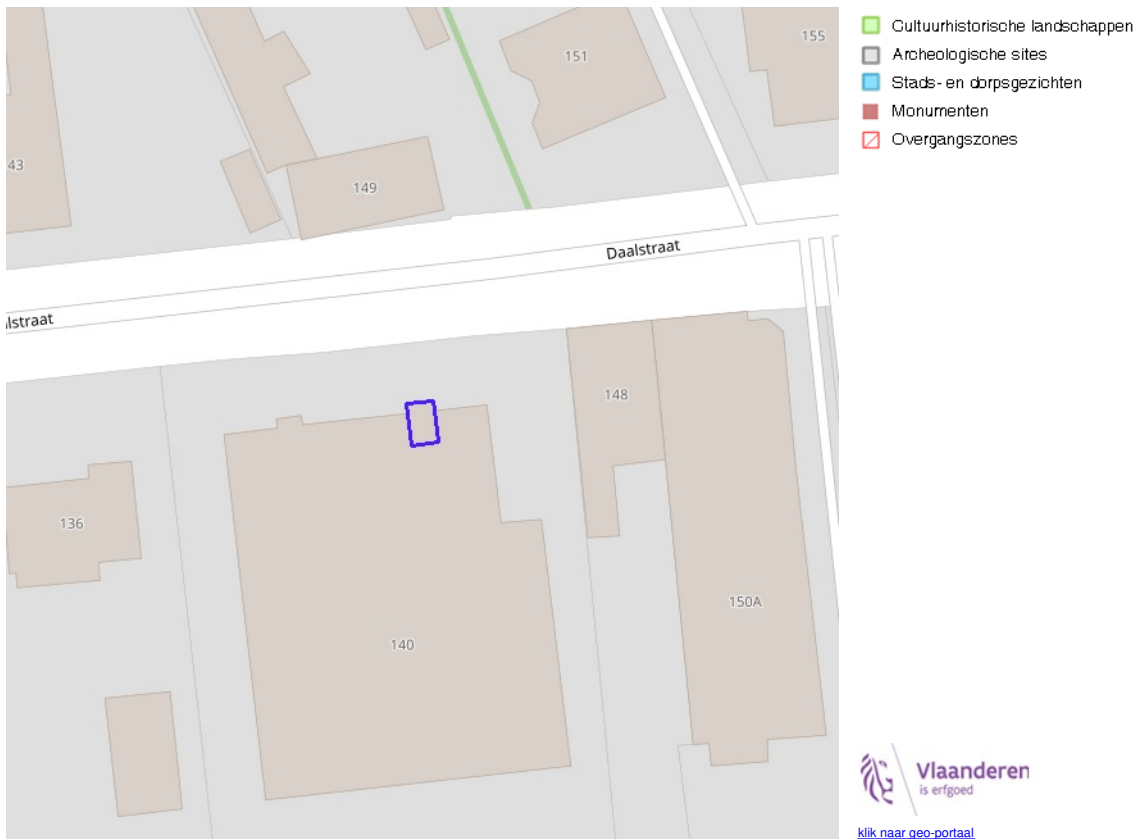 151
155
43
149
Daalstraat
lstraat
148
136
150A
140
Cultuurhistorische landschappen
Archeologische sites
Stads- en dorpsgezichten
Monumenten
Overgangszones
Vlaanderen
is erfgoed
klik naar geo-portaal